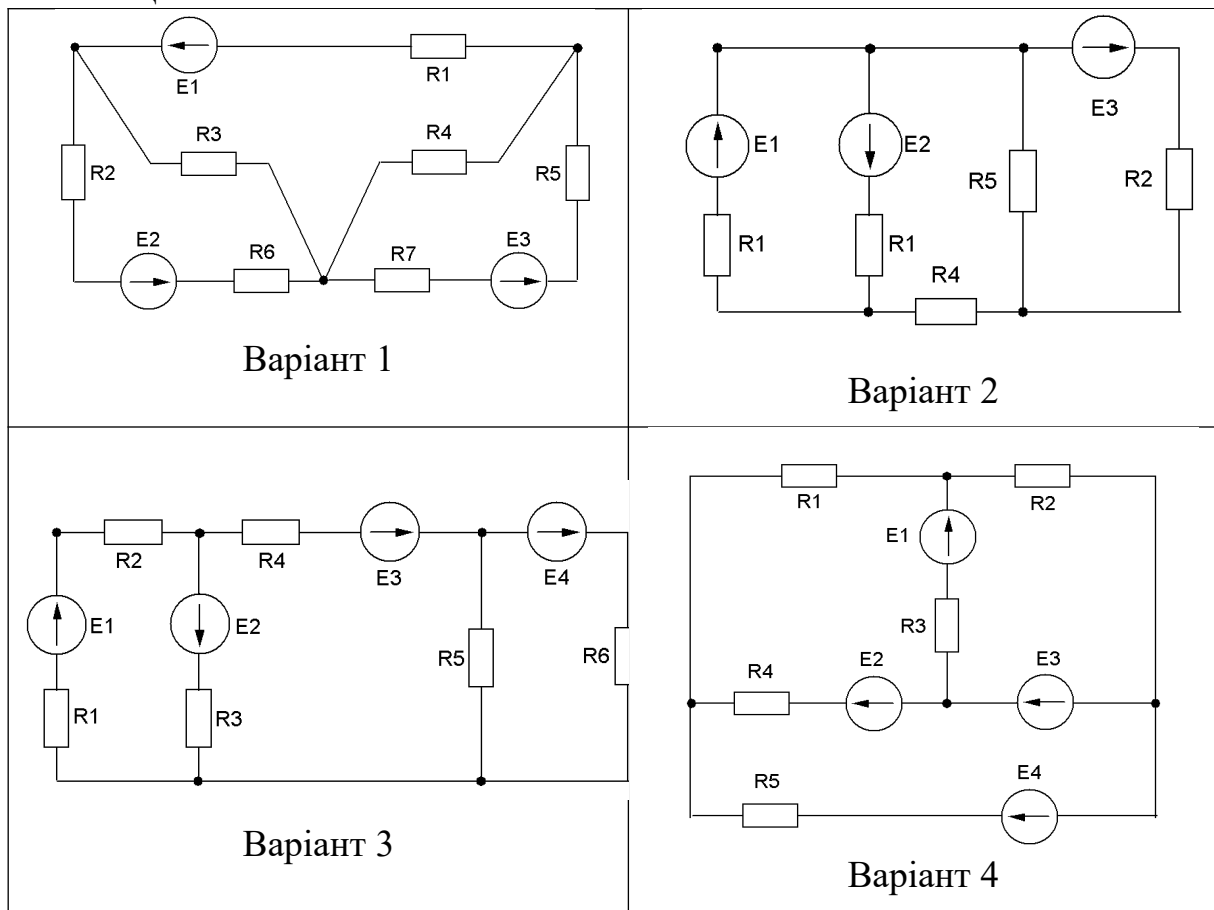 E1
R1
R3
R4
R2
R5
E2
R6
R7
E3
Варіант 1
E3
E1
E2
R5
R2
R1
R1
R4
Варіант 2
R2
R4
E3
E4
E1
E2
R5
R6
R1
R3
Варіант 3
R1
R2
E1
R3
R4
E2
E3
R5
E4
Варіант 4